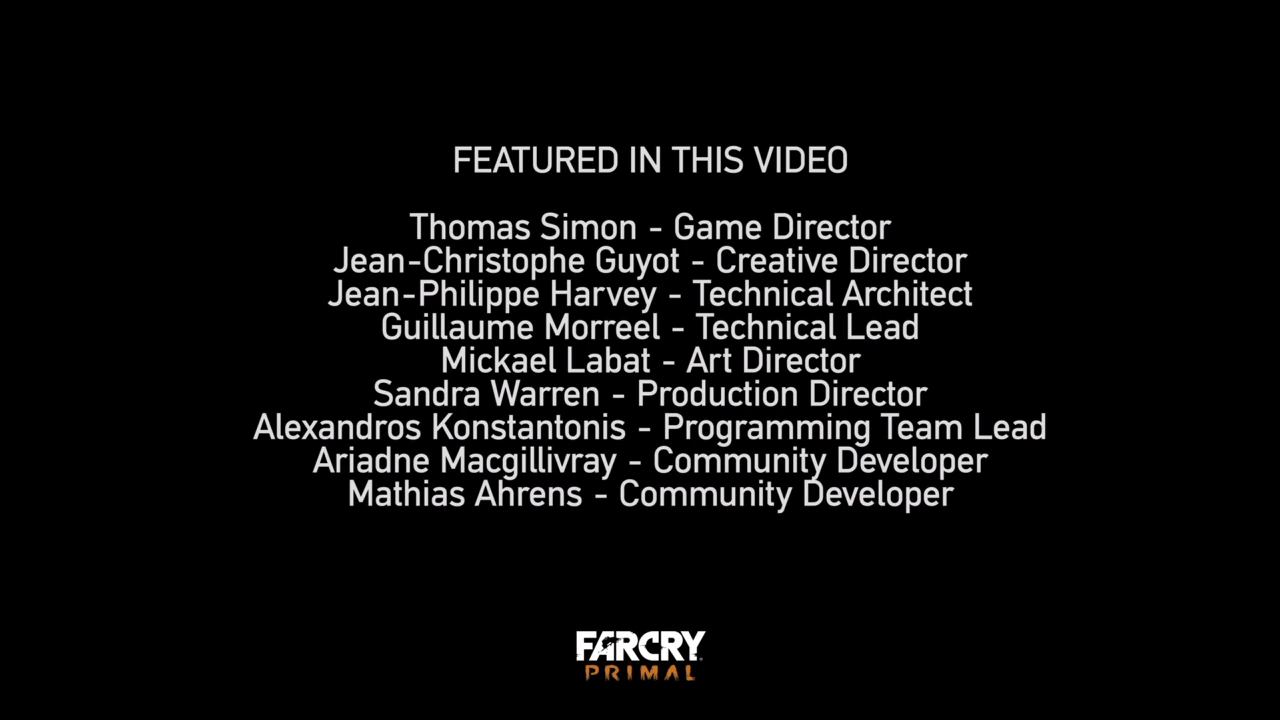 FEATURED IN THIS VIDEO
Thomas Simon - Game Director
Jean-Christophe Guyot - Creative Director
Jean-Philippe Harvey - Technical Architect
Guillaume Morreel - Technical Lead
Mickael Labat - Art Director
Sandra Warren - Production Director
Alexandros Konstantonis - Programming Team Lead
Ariadne Macgillivray - Community Developer
Mathias Ahrens - Community Developer
FARCRY
PRIMAL